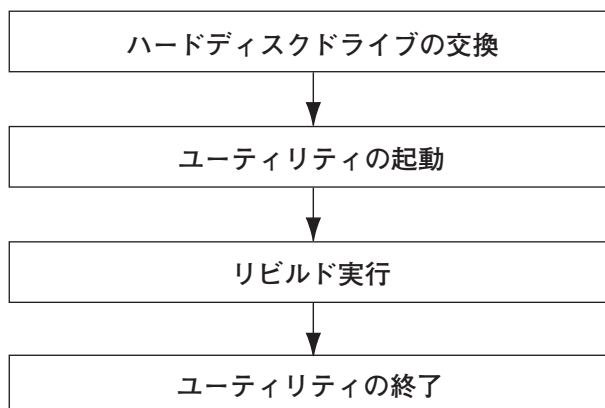 ハードディスクドライブの交換
ユーティリティの起動
リビルド実行
ユーティリティの終了